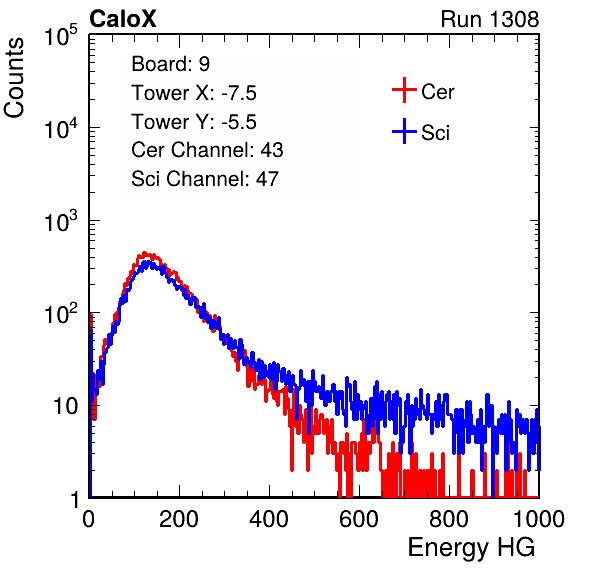 CaloX Run 1308
Counts
Board: 9
Tower X: -7.5
Tower Y: -5.5
Cer Channel: 43
Sci Channel: 47
Cer
Sci
10^5
10^4
10^3
10^2
10
1
0 200 400 600 800 1000
Energy HG